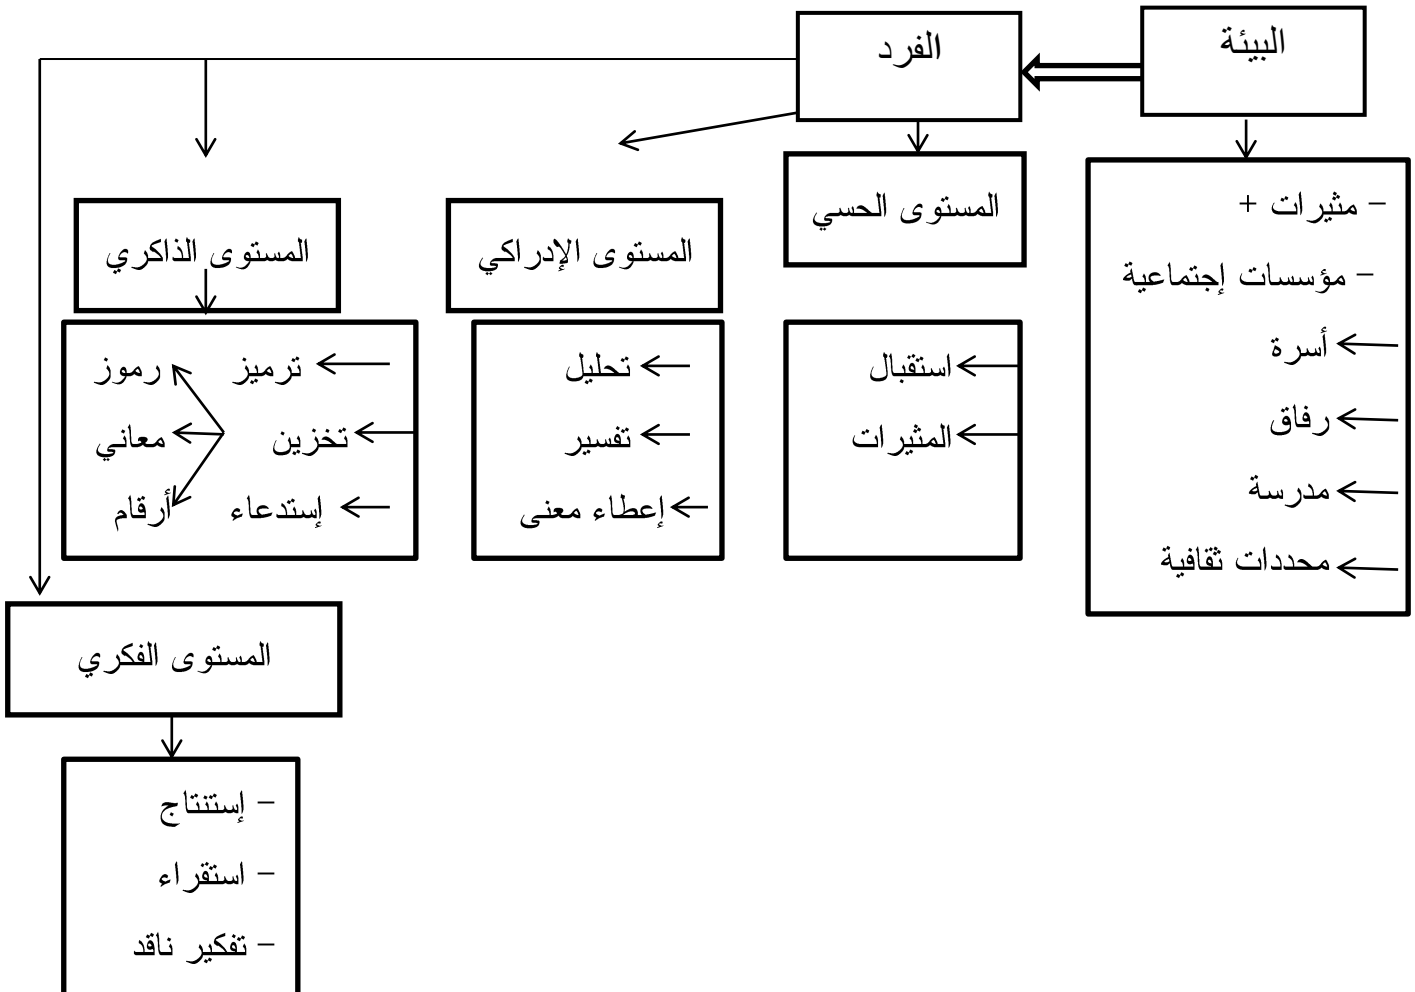 البيئة
الفرد
– مثيرات +
– مؤسسات إجتماعية
أسرة
رفاق
مدرسة
محددات ثقافية
المستوى الحسي
استقبال
المثيرات
المستوى الإدراكي
تحليل
تفسير
إعطاء معنى
المستوى الذاكري
ترميز
رموز
تخزين
معاني
إستدعاء
أرقام
المستوى الفكري
– إستنتاج
– استقراء
– تفكير ناقد